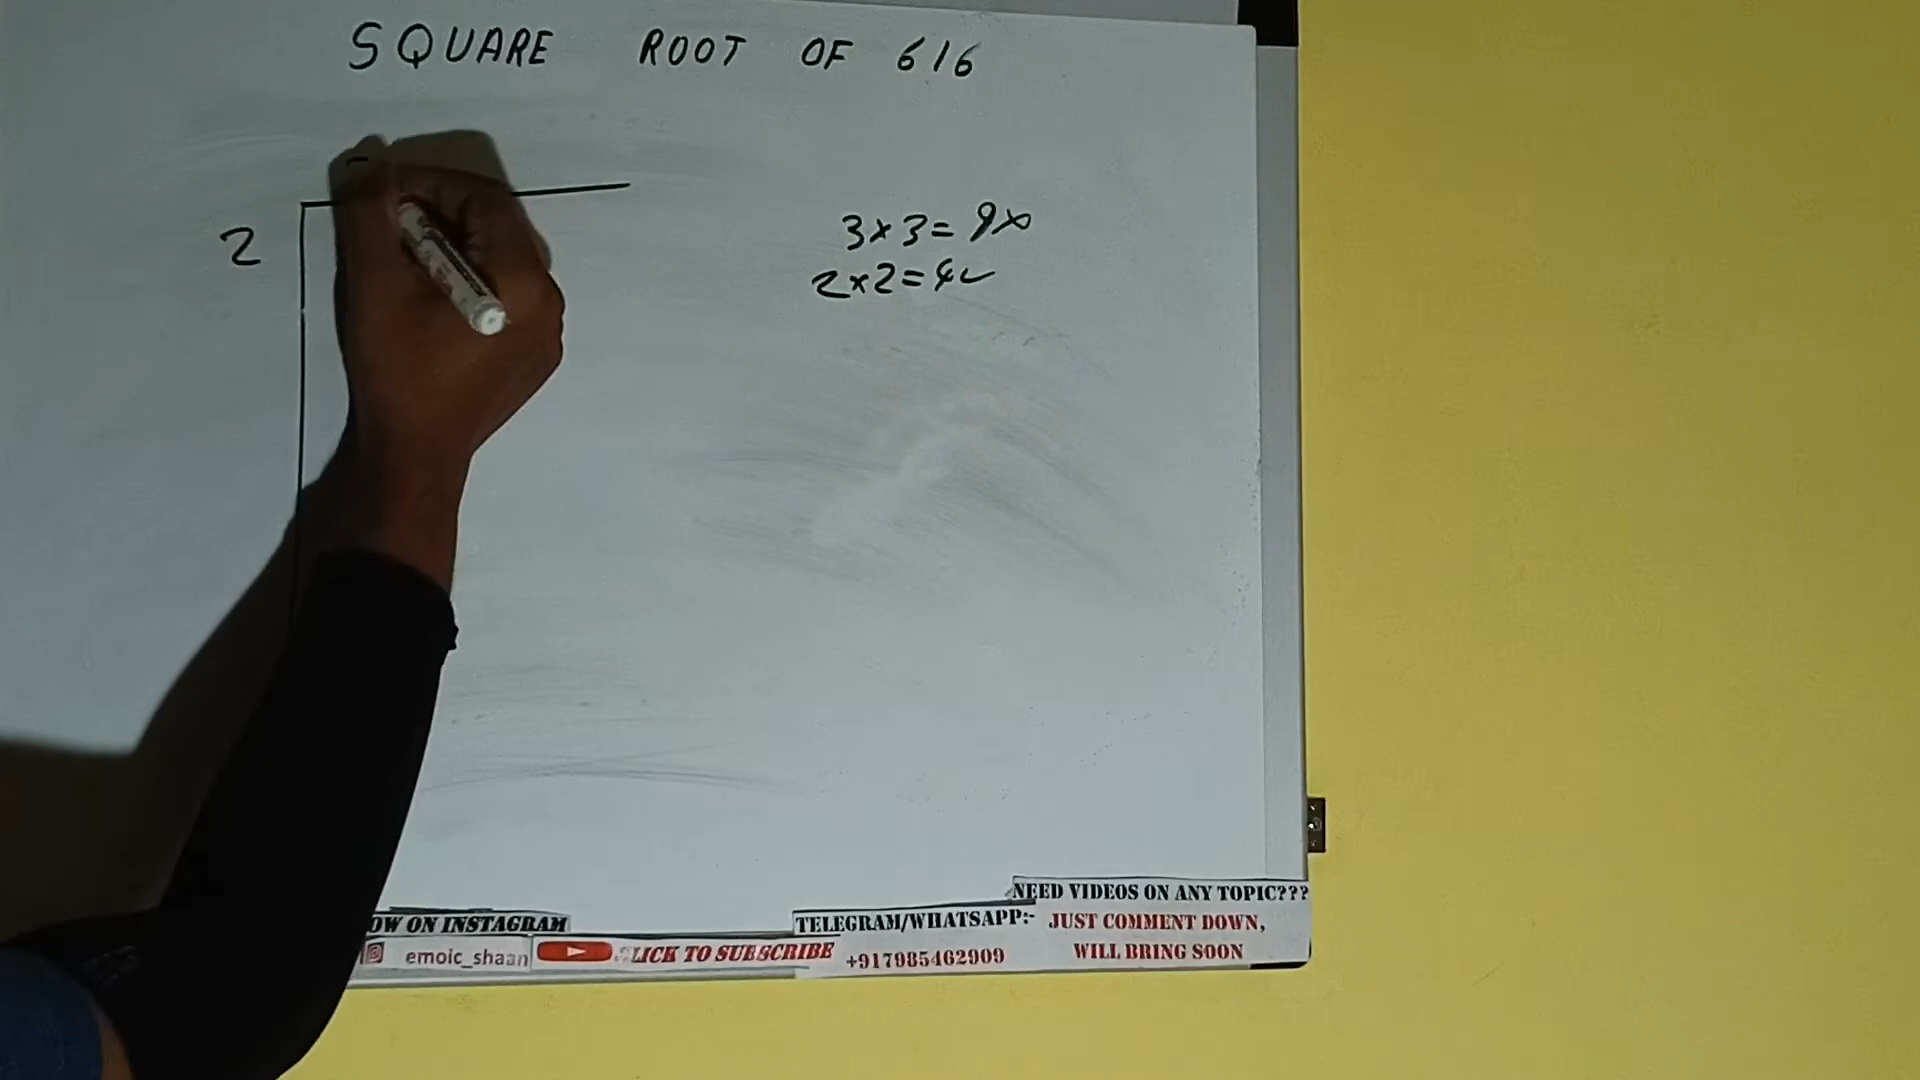 SQUARE ROOT OF 616
2
3×3=9×
2×2=4✓
NEED VIDEOS ON ANY TOPIC???
OW ON INSTAGRAM
TELEGRAM/WHATSAPP:- JUST COMMENT DOWN,
emoic_shaan
LICK TO SUBSCRIBE
+917985462909
WILL BRING SOON